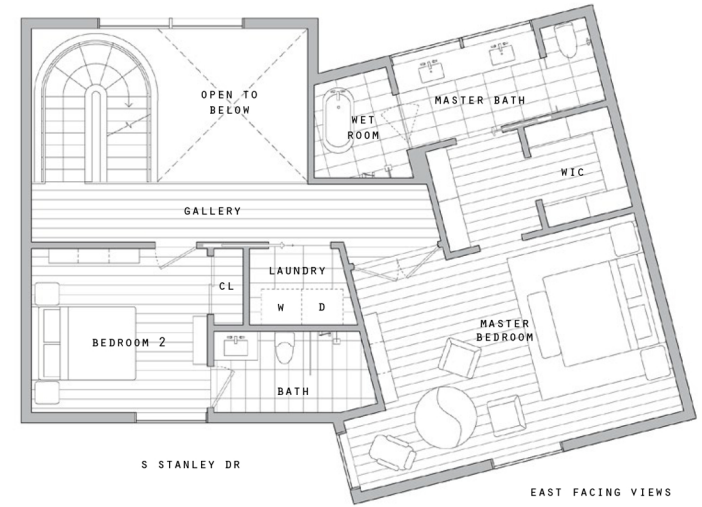 OPEN TO
BELOW
MASTER BATH
WET
ROOM
WIC
GALLERY
LAUNDRY
CL
W D
MASTER
BEDROOM
BEDROOM 2
BATH
S STANLEY DR
EAST FACING VIEWS